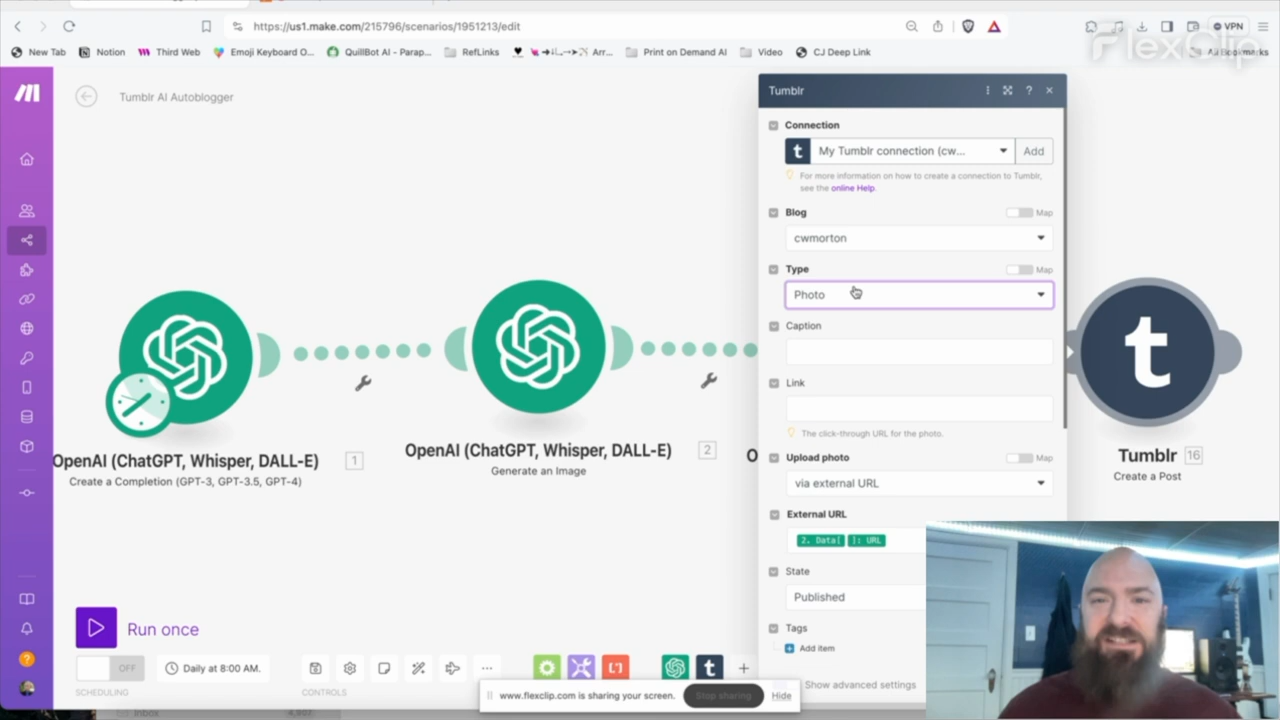 https://us1.make.com/215796/scenarios/1951213/edit
VPN
FlexClip
New Tab
Notion
Third Web
Emoji Keyboard O...
QuillBot AI - Parap...
RefLinks
Arr...
Print on Demand AI
Video
CJ Deep Link
All Bookmarks
Tumblr AI Autoblogger
Tumblr
Connection
t
My Tumblr connection (cw...
Add
For more information on how to create a connection to Tumblr,
see the online Help.
Blog
Map
cwmorton
Type
Map
Photo
Caption
Link
The click-through URL for the photo.
Upload photo
Map
via external URL
External URL
2. Data[ ]: URL
State
Published
Tags
Add item
Show advanced settings
OpenAI (ChatGPT, Whisper, DALL-E) 1
Create a Completion (GPT-3, GPT-3.5, GPT-4)
OpenAI (ChatGPT, Whisper, DALL-E) 2
Generate an Image
O
t
Tumblr 16
Create a Post
Run once
OFF
Daily at 8:00 AM.
SCHEDULING
CONTROLS
www.flexclip.com is sharing your screen.
Stop sharing
Hide
Inbox
4,907